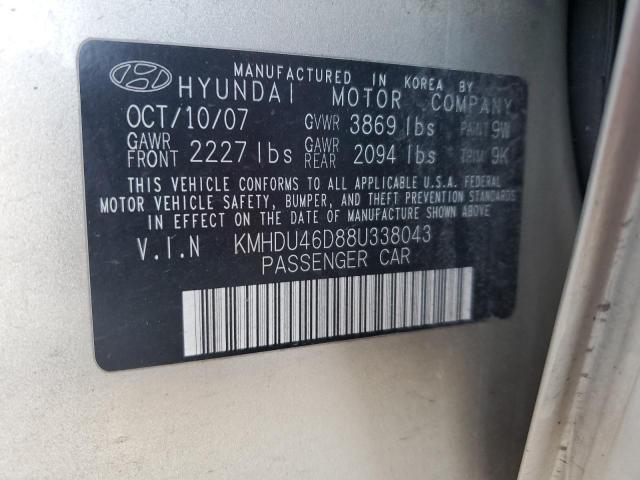 MANUFACTURED IN KOREA BY
HYUNDAI MOTOR COMPANY
OCT/10/07 GVWR 3869 lbs PAINT 9W
GAWR FRONT 2227 lbs GAWR REAR 2094 lbs TRIM 9K
THIS VEHICLE CONFORMS TO ALL APPLICABLE U.S.A. FEDERAL
MOTOR VEHICLE SAFETY, BUMPER, AND THEFT PREVENTION STANDARDS
IN EFFECT ON THE DATE OF MANUFACTURE SHOWN ABOVE.
V.I.N KMHDU46D88U338043
PASSENGER CAR